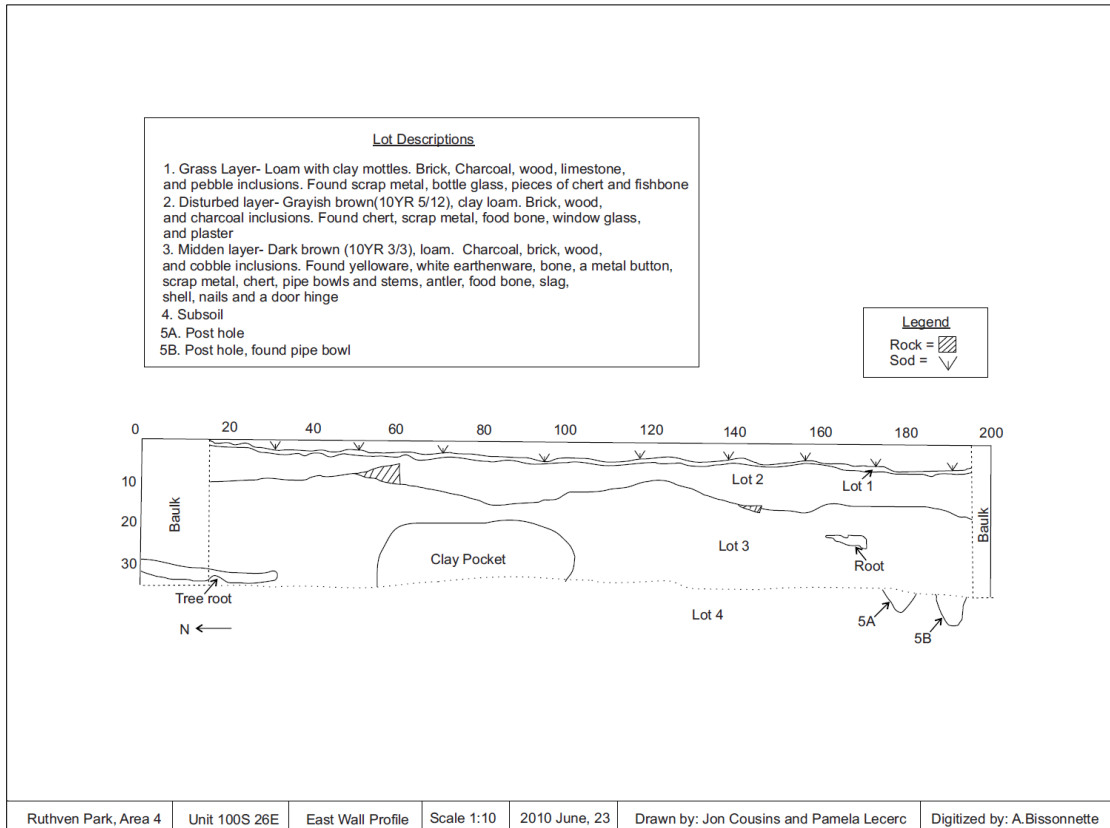 Lot Descriptions
1. Grass Layer- Loam with clay mottles. Brick, Charcoal, wood, limestone,
and pebble inclusions. Found scrap metal, bottle glass, pieces of chert and fishbone
2. Disturbed layer- Grayish brown(10YR 5/12), clay loam. Brick, wood,
and charcoal inclusions. Found chert, scrap metal, food bone, window glass,
and plaster
3. Midden layer- Dark brown (10YR 3/3), loam. Charcoal, brick, wood,
and cobble inclusions. Found yelloware, white earthenware, bone, a metal button,
scrap metal, chert, pipe bowls and stems, antler, food bone, slag,
shell, nails and a door hinge
4. Subsoil
5A. Post hole
5B. Post hole, found pipe bowl
Legend
Rock =
Sod =
0 20 40 60 80 100 120 140 160 180 200
10
20
30
Baulk
Lot 2
Lot 1
Baulk
Clay Pocket
Lot 3
Root
Tree root
Lot 4
5A
5B
N
Ruthven Park, Area 4 Unit 100S 26E East Wall Profile Scale 1:10 2010 June, 23 Drawn by: Jon Cousins and Pamela Lecerc Digitized by: A.Bissonnette